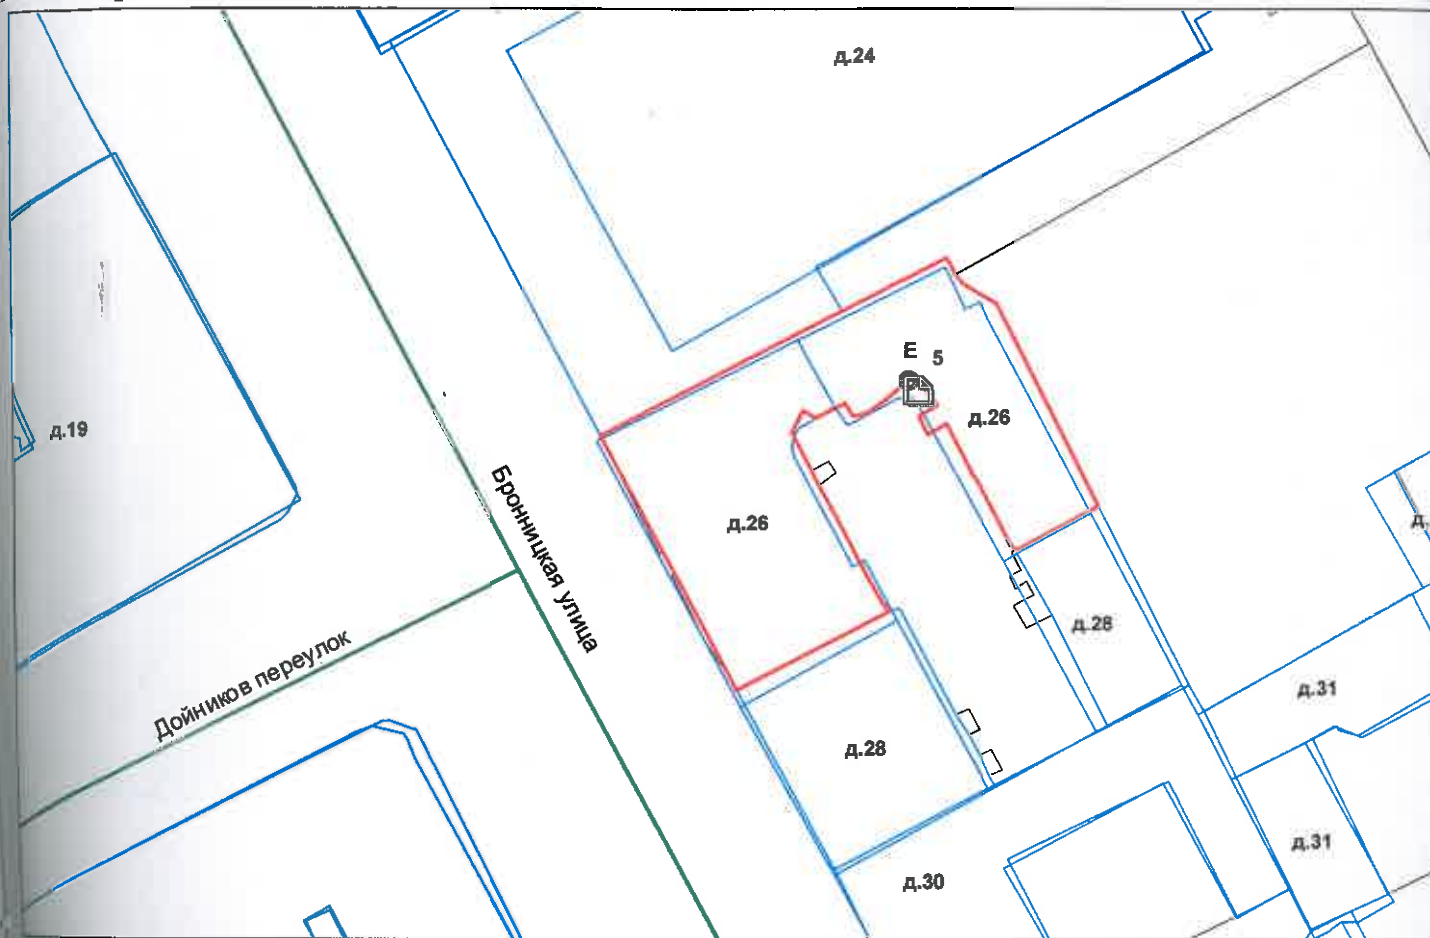 д.24
Е
5
д.26
д.19
д.26
Бронницкая улица
д.28
Дойников переулок
д.31
д.28
д.31
д.30